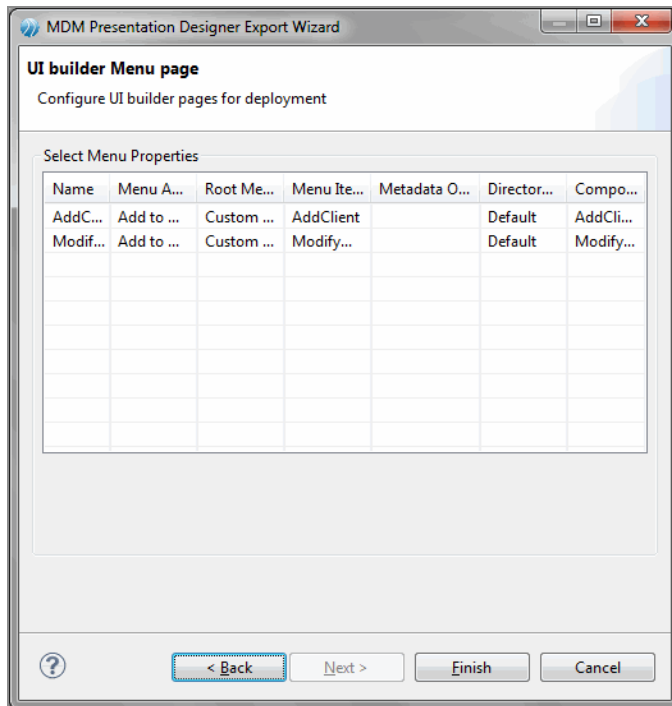 MDM Presentation Designer Export Wizard
UI builder Menu page
Configure UI builder pages for deployment
Select Menu Properties
Name Menu A... Root Me... Menu Ite... Metadata O... Director... Compo...
AddC... Add to ... Custom ... AddClient Default AddCli...
Modif... Add to ... Custom ... Modify... Default Modify...
? < Back Next > Finish Cancel